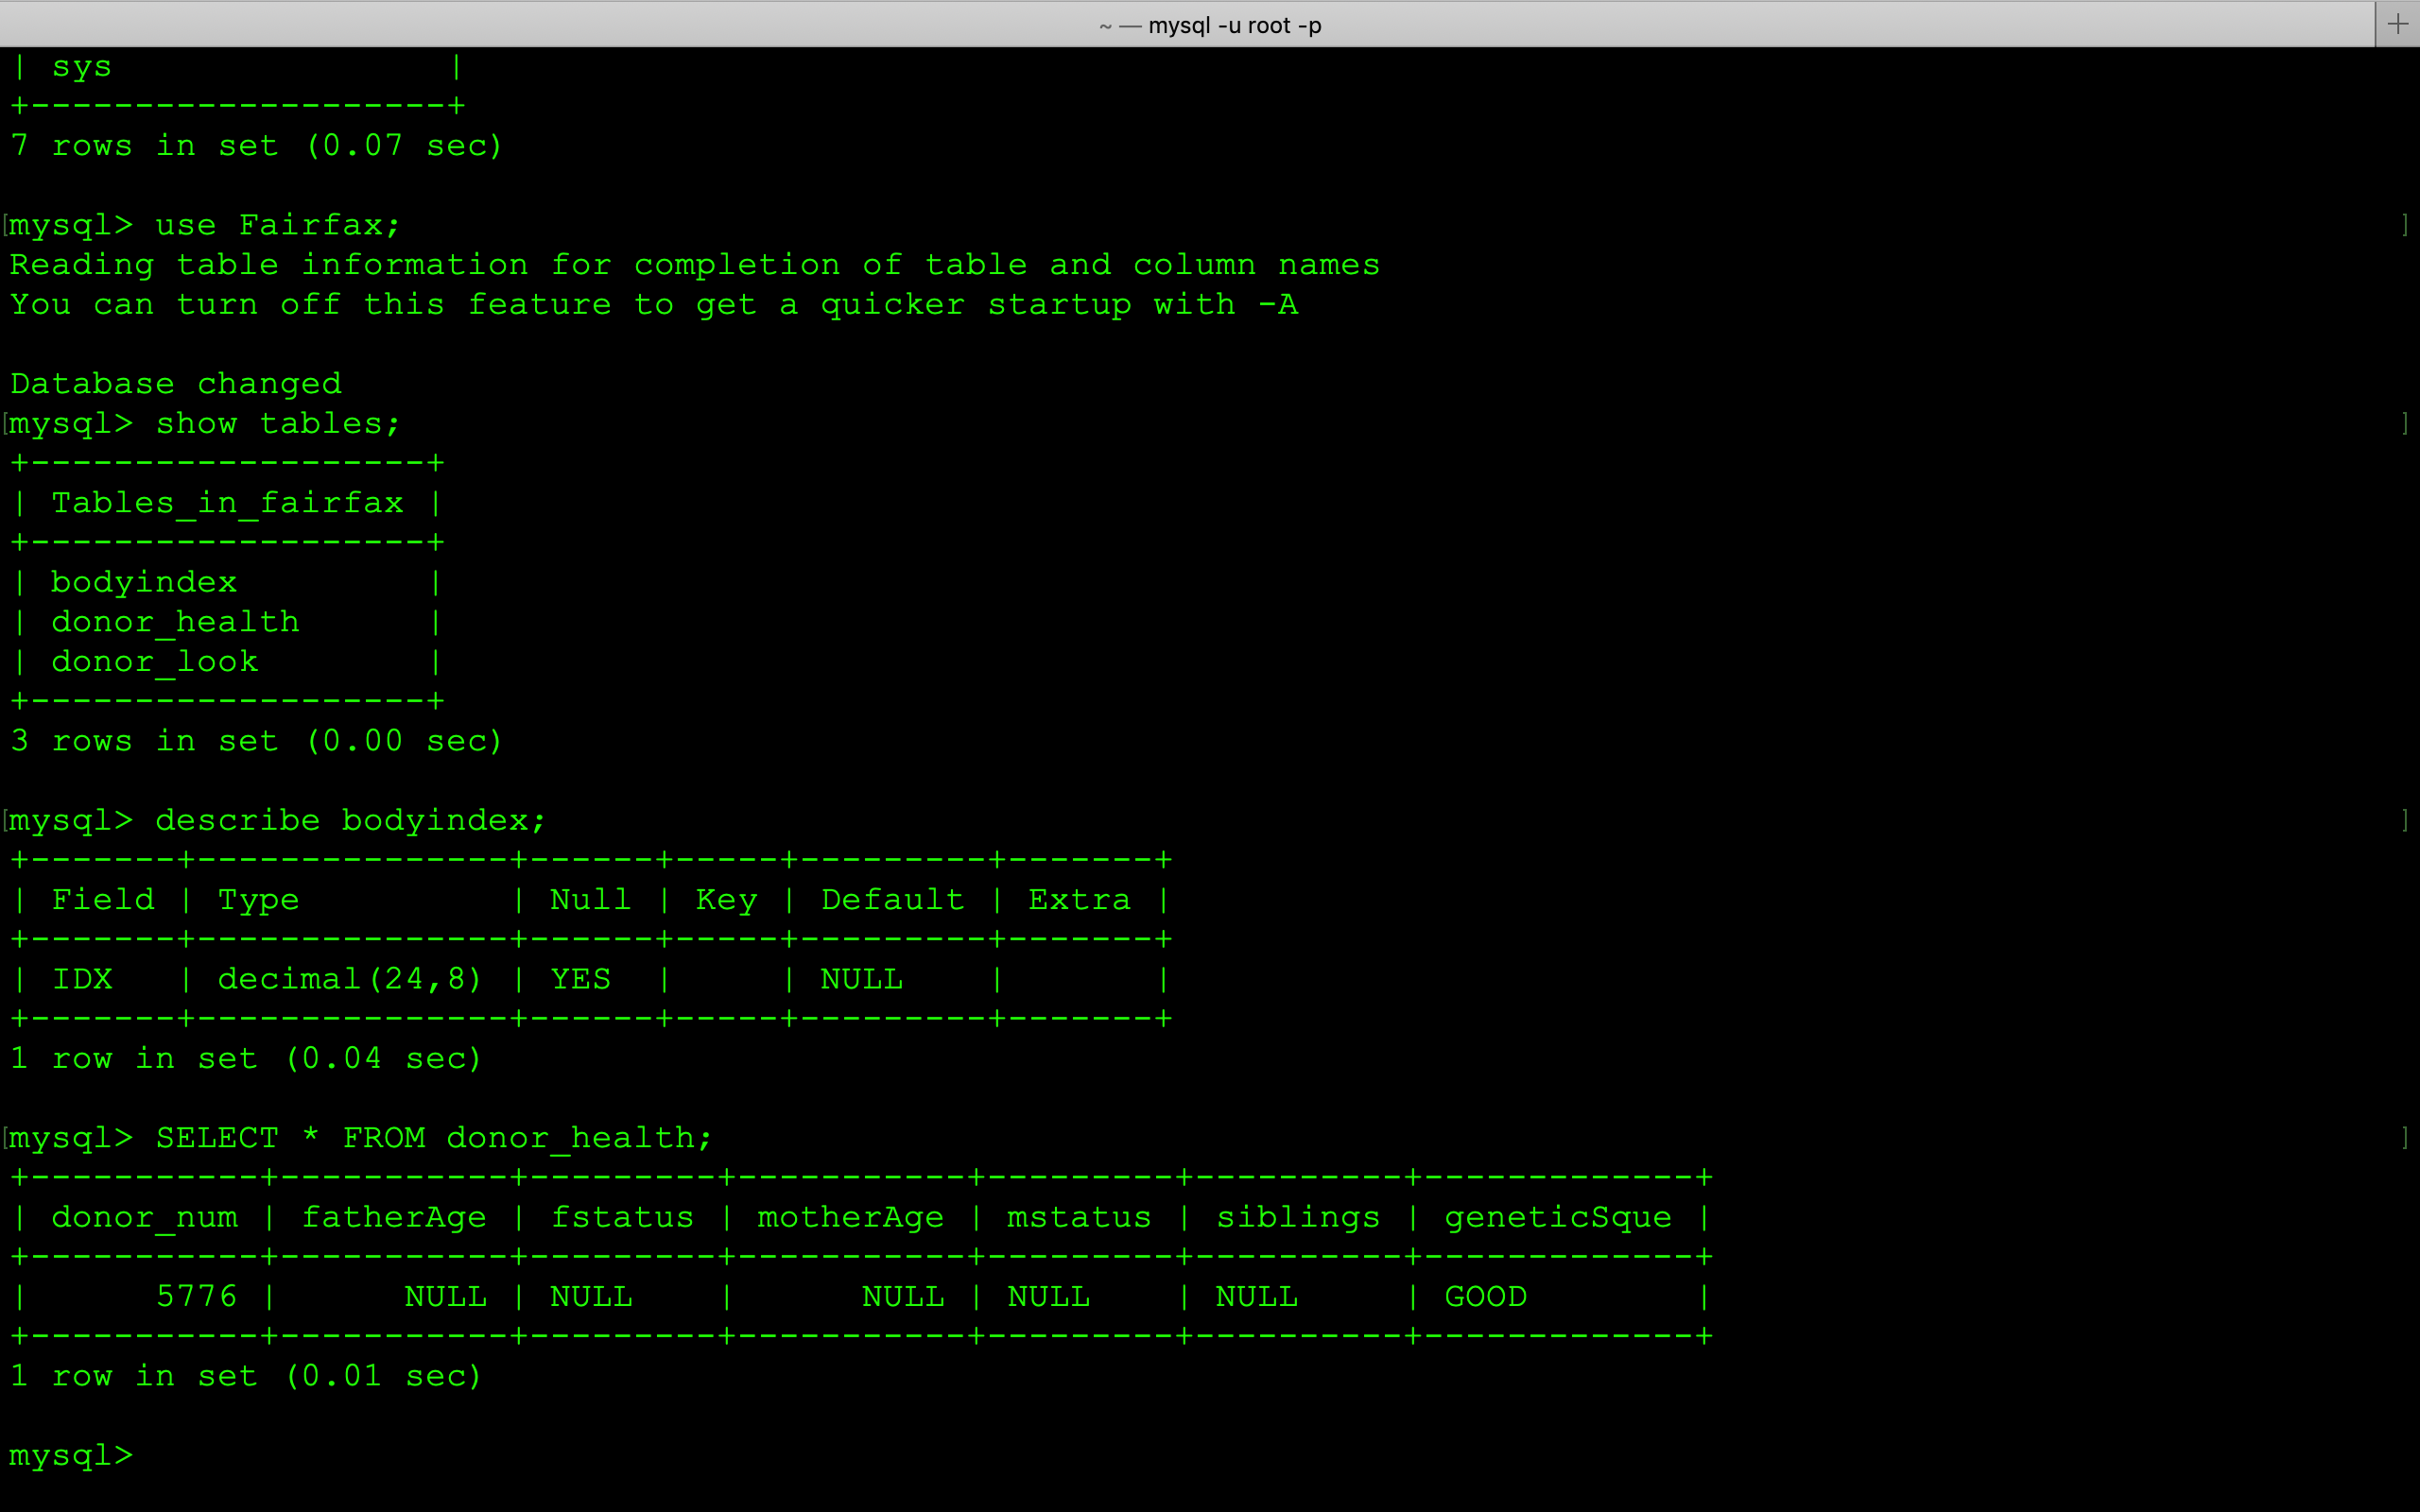 ~ — mysql -u root -p +
| sys                 |
+--------------------+
7 rows in set (0.07 sec)
[mysql> use Fairfax; ]
Reading table information for completion of table and column names
You can turn off this feature to get a quicker startup with -A
Database changed
[mysql> show tables; ]
+-------------------+
| Tables_in_fairfax |
+-------------------+
| bodyindex         |
| donor_health      |
| donor_look        |
+-------------------+
3 rows in set (0.00 sec)
[mysql> describe bodyindex; ]
+-------+---------------+------+-----+---------+-------+
| Field | Type          | Null | Key | Default | Extra |
+-------+---------------+------+-----+---------+-------+
| IDX   | decimal(24,8) | YES  |     | NULL    |       |
+-------+---------------+------+-----+---------+-------+
1 row in set (0.04 sec)
[mysql> SELECT * FROM donor_health; ]
+-----------+-----------+---------+-----------+---------+----------+-------------+
| donor_num | fatherAge | fstatus | motherAge | mstatus | siblings | geneticSque |
+-----------+-----------+---------+-----------+---------+----------+-------------+
|      5776 |      NULL | NULL    |      NULL | NULL    | NULL     | GOOD        |
+-----------+-----------+---------+-----------+---------+----------+-------------+
1 row in set (0.01 sec)
mysql>